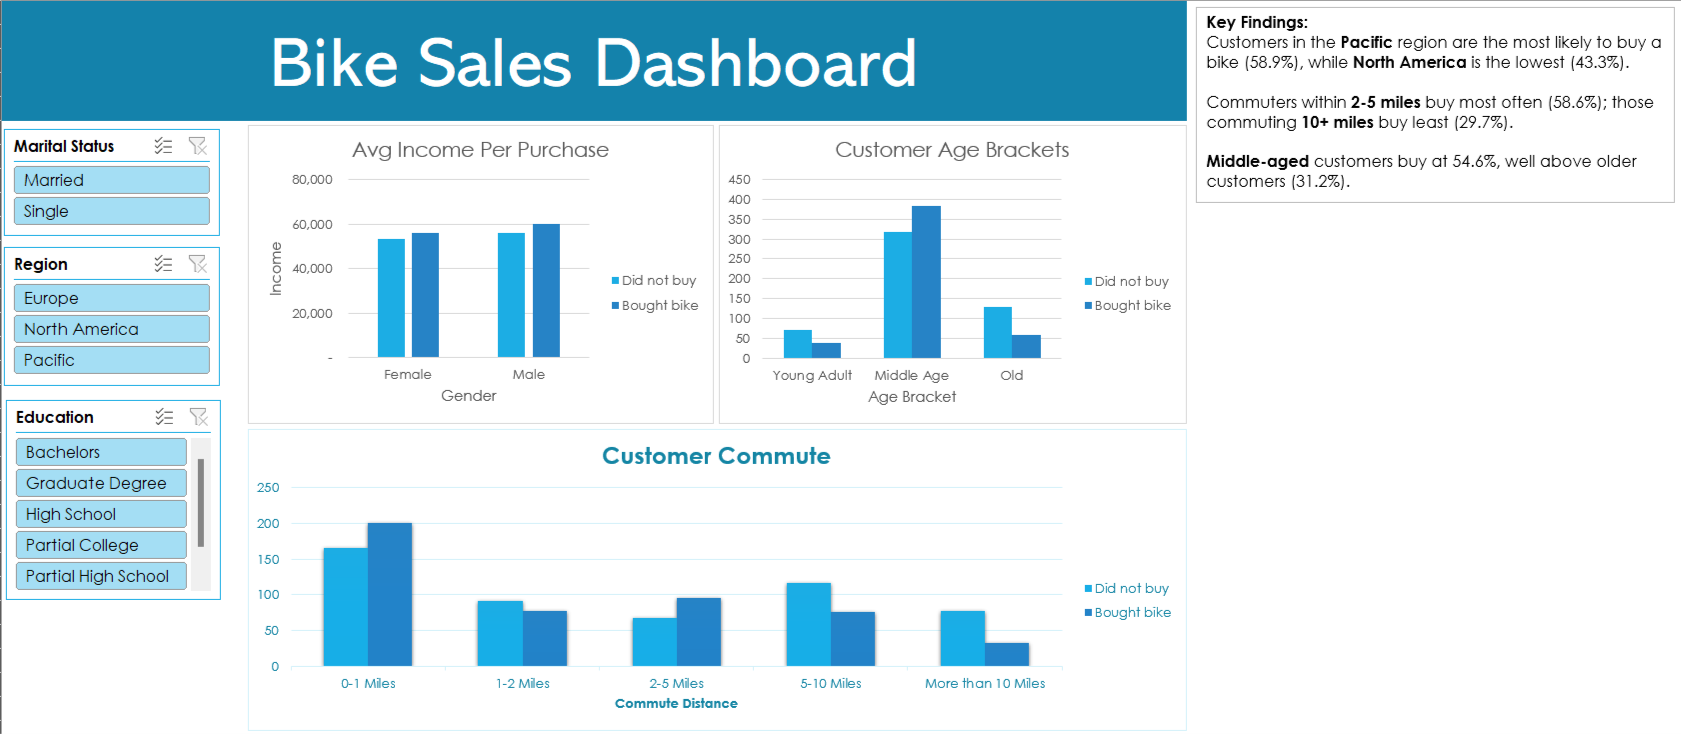 Bike Sales Dashboard
Key Findings:
Customers in the Pacific region are the most likely to buy a
bike (58.9%), while North America is the lowest (43.3%).
Commuters within 2-5 miles buy most often (58.6%); those
commuting 10+ miles buy least (29.7%).
Middle-aged customers buy at 54.6%, well above older
customers (31.2%).
Marital Status
Married
Single
Region
Europe
North America
Pacific
Education
Bachelors
Graduate Degree
High School
Partial College
Partial High School
Avg Income Per Purchase
80,000
60,000
40,000
20,000
-
Income
Female
Male
Gender
Did not buy
Bought bike
Customer Age Brackets
450
400
350
300
250
200
150
100
50
0
Young Adult
Middle Age
Old
Age Bracket
Did not buy
Bought bike
Customer Commute
250
200
150
100
50
0
0-1 Miles
1-2 Miles
2-5 Miles
5-10 Miles
More than 10 Miles
Commute Distance
Did not buy
Bought bike